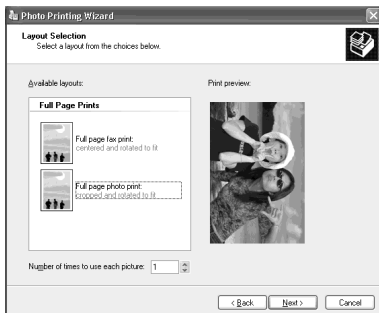 Photo Printing Wizard
Layout Selection
Select a layout from the choices below.
Available layouts:
Print preview:
Full Page Prints
Full page fax print:
centered and rotated to fit
Full page photo print:
cropped and rotated to fit
Number of times to use each picture: 1
< Back
Next >
Cancel